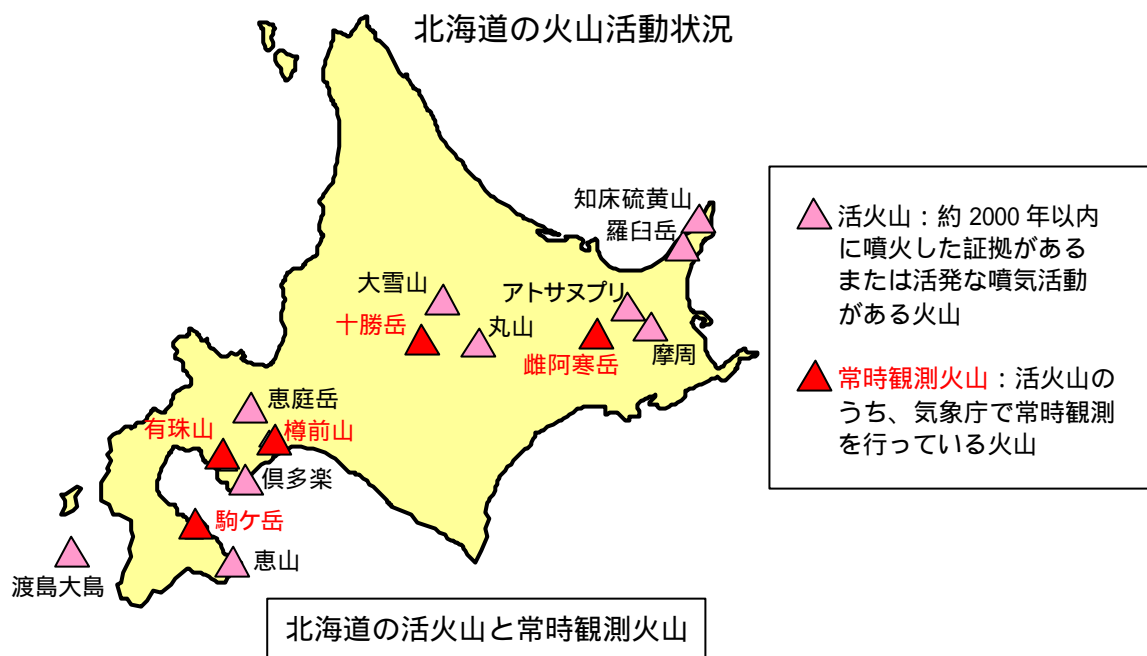 北海道の火山活動状況
知床硫黄山
羅臼岳
大雪山
アトサヌプリ
十勝岳
丸山
雌阿寒岳
摩周
恵庭岳
有珠山
樽前山
倶多楽
駒ケ岳
恵山
渡島大島
活火山：約 2000 年以内
に噴火した証拠がある
または活発な噴気活動
がある火山
常時観測火山：活火山の
うち、気象庁で常時観測
を行っている火山
北海道の活火山と常時観測火山